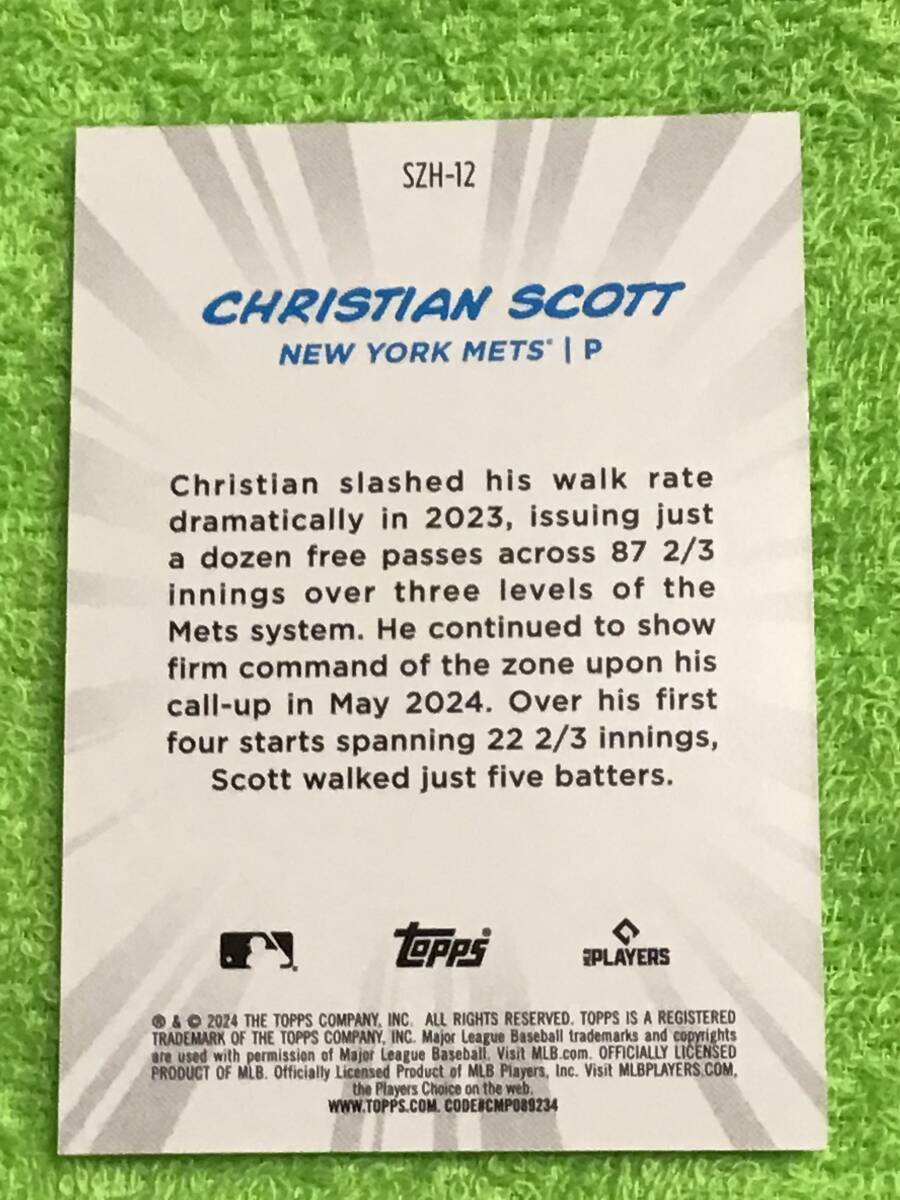 SZH-12
CHRISTIAN SCOTT
NEW YORK METS® | P
Christian slashed his walk rate
dramatically in 2023, issuing just
a dozen free passes across 87 2/3
innings over three levels of the
Mets system. He continued to show
firm command of the zone upon his
call-up in May 2024. Over his first
four starts spanning 22 2/3 innings,
Scott walked just five batters.
topps®
MLB PLAYERS
® & © 2024 THE TOPPS COMPANY, INC. ALL RIGHTS RESERVED. TOPPS IS A REGISTERED
TRADEMARK OF THE TOPPS COMPANY, INC. Major League Baseball trademarks and copyrights
are used with permission of Major League Baseball. Visit MLB.com. OFFICIALLY LICENSED
PRODUCT OF MLB. Officially Licensed Product of MLB Players, Inc. Visit MLBPLAYERS.COM,
the Players Choice on the web.
WWW.TOPPS.COM. CODE#CMP089234